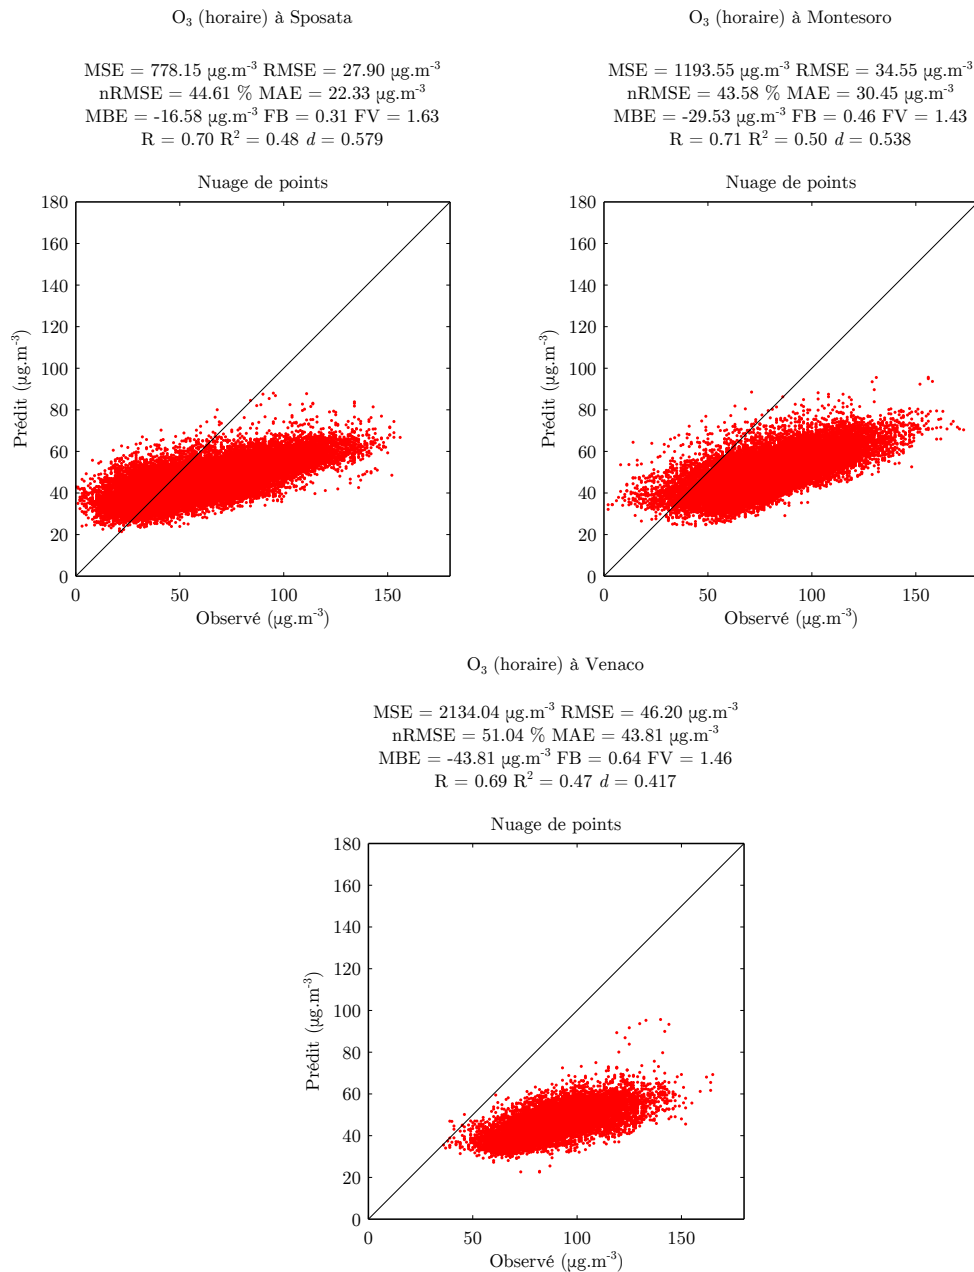 O₃ (horaire) à Sposata
MSE = 778.15 µg.m⁻³ RMSE = 27.90 µg.m⁻³
nRMSE = 44.61 % MAE = 22.33 µg.m⁻³
MBE = -16.58 µg.m⁻³ FB = 0.31 FV = 1.63
R = 0.70 R² = 0.48 d = 0.579
Nuage de points
180
160
140
120
100
80
60
40
20
0
0 50 100 150
Prédit (µg.m⁻³)
Observé (µg.m⁻³)
O₃ (horaire) à Montesoro
MSE = 1193.55 µg.m⁻³ RMSE = 34.55 µg.m⁻³
nRMSE = 43.58 % MAE = 30.45 µg.m⁻³
MBE = -29.53 µg.m⁻³ FB = 0.46 FV = 1.43
R = 0.71 R² = 0.50 d = 0.538
Nuage de points
180
160
140
120
100
80
60
40
20
0
0 50 100 150
Prédit (µg.m⁻³)
Observé (µg.m⁻³)
O₃ (horaire) à Venaco
MSE = 2134.04 µg.m⁻³ RMSE = 46.20 µg.m⁻³
nRMSE = 51.04 % MAE = 43.81 µg.m⁻³
MBE = -43.81 µg.m⁻³ FB = 0.64 FV = 1.46
R = 0.69 R² = 0.47 d = 0.417
Nuage de points
180
160
140
120
100
80
60
40
20
0
0 50 100 150
Prédit (µg.m⁻³)
Observé (µg.m⁻³)